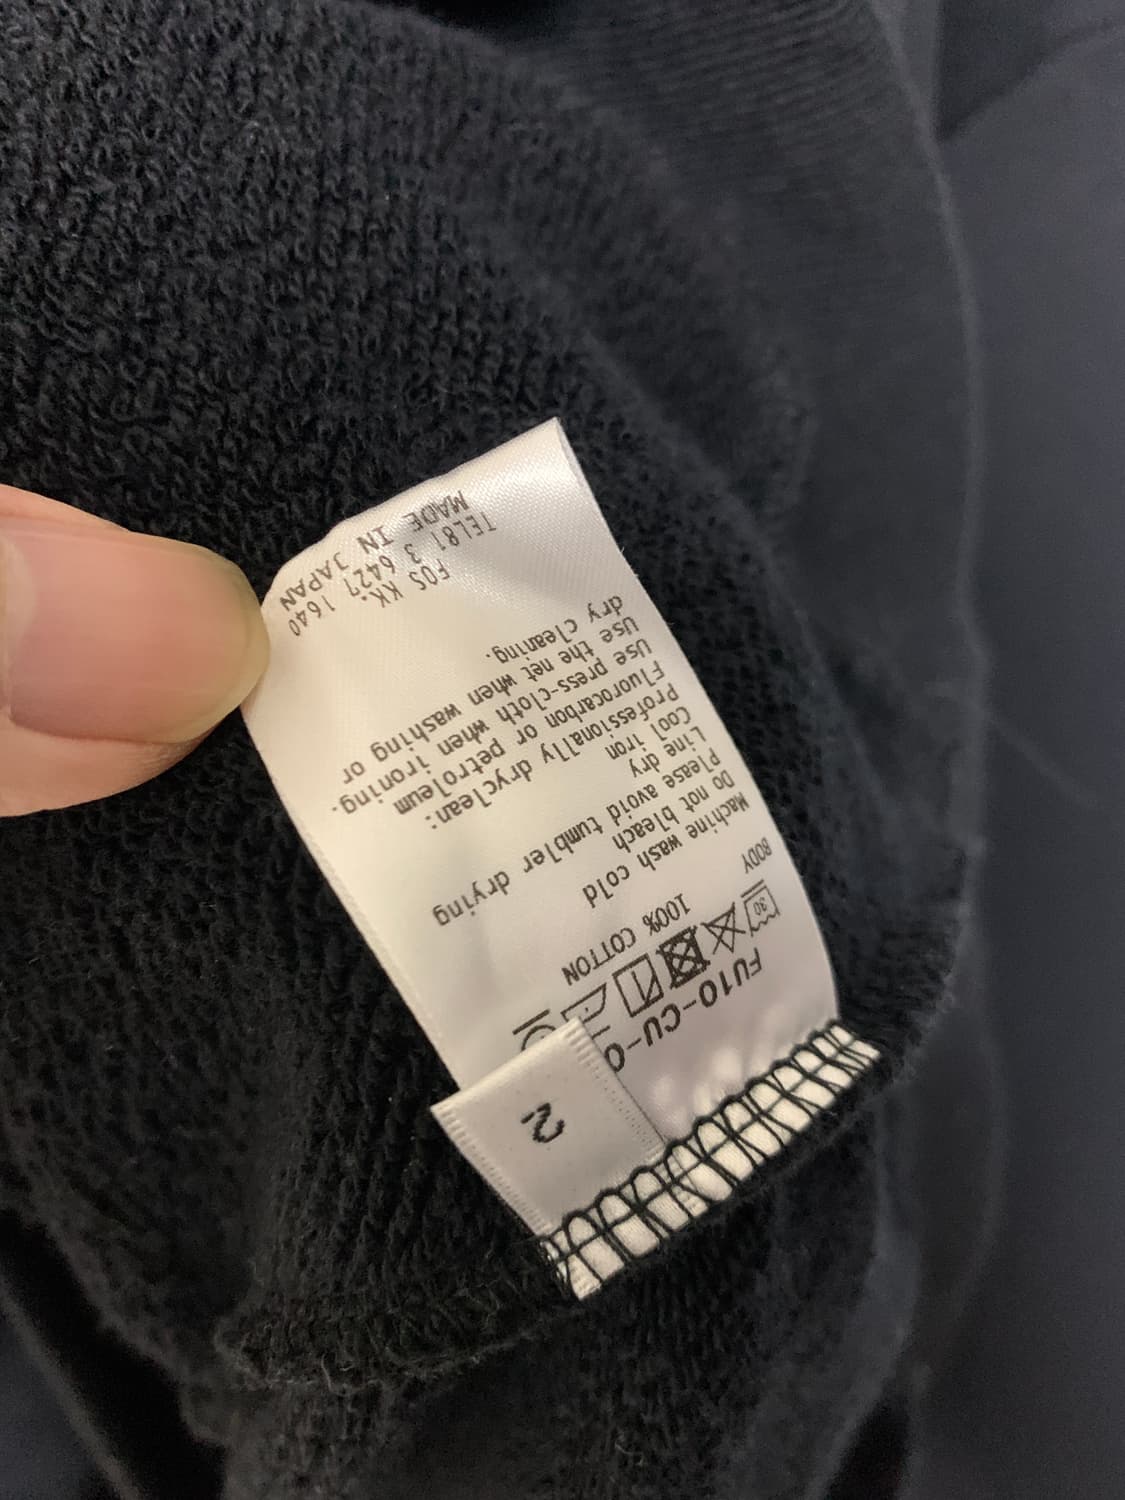 FU10-CU-0
30
BODY 100% COTTON
Machine wash cold
Do not bleach
Please avoid tumbler drying
Line dry
Cool iron
Professionally dryclean:
Fluorocarbon or petroleum
Use press-cloth when ironing.
Use the net when washing or
dry cleaning.
FOS KK.
TEL81 3 6427 1640
MADE IN JAPAN
2